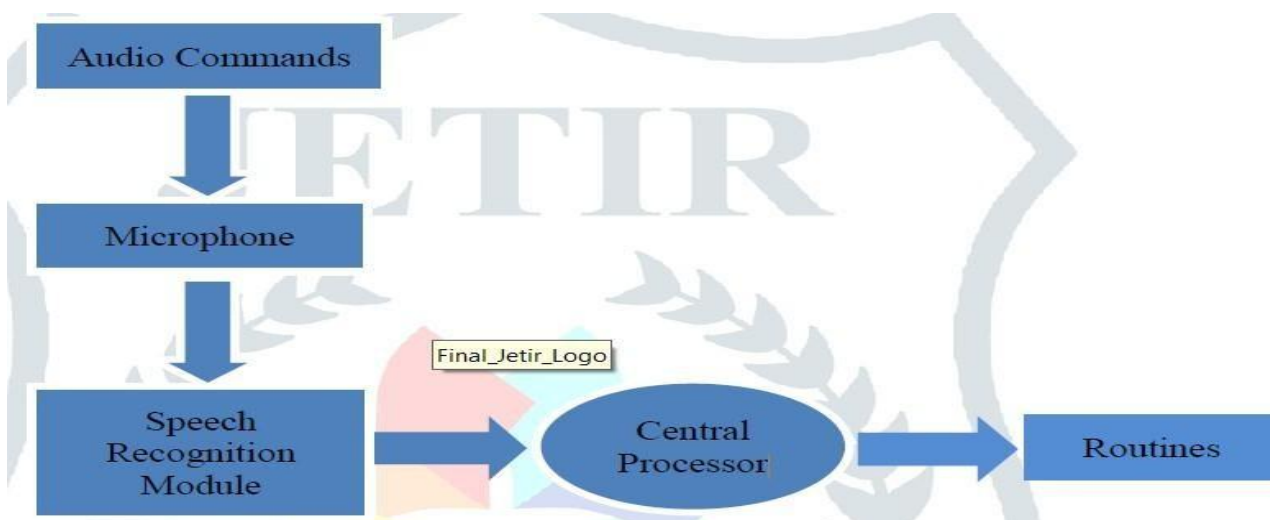 Audio Commands
JETIR
Microphone
Final_Jetir_Logo
Speech
Recognition
Module
Central
Processor
Routines